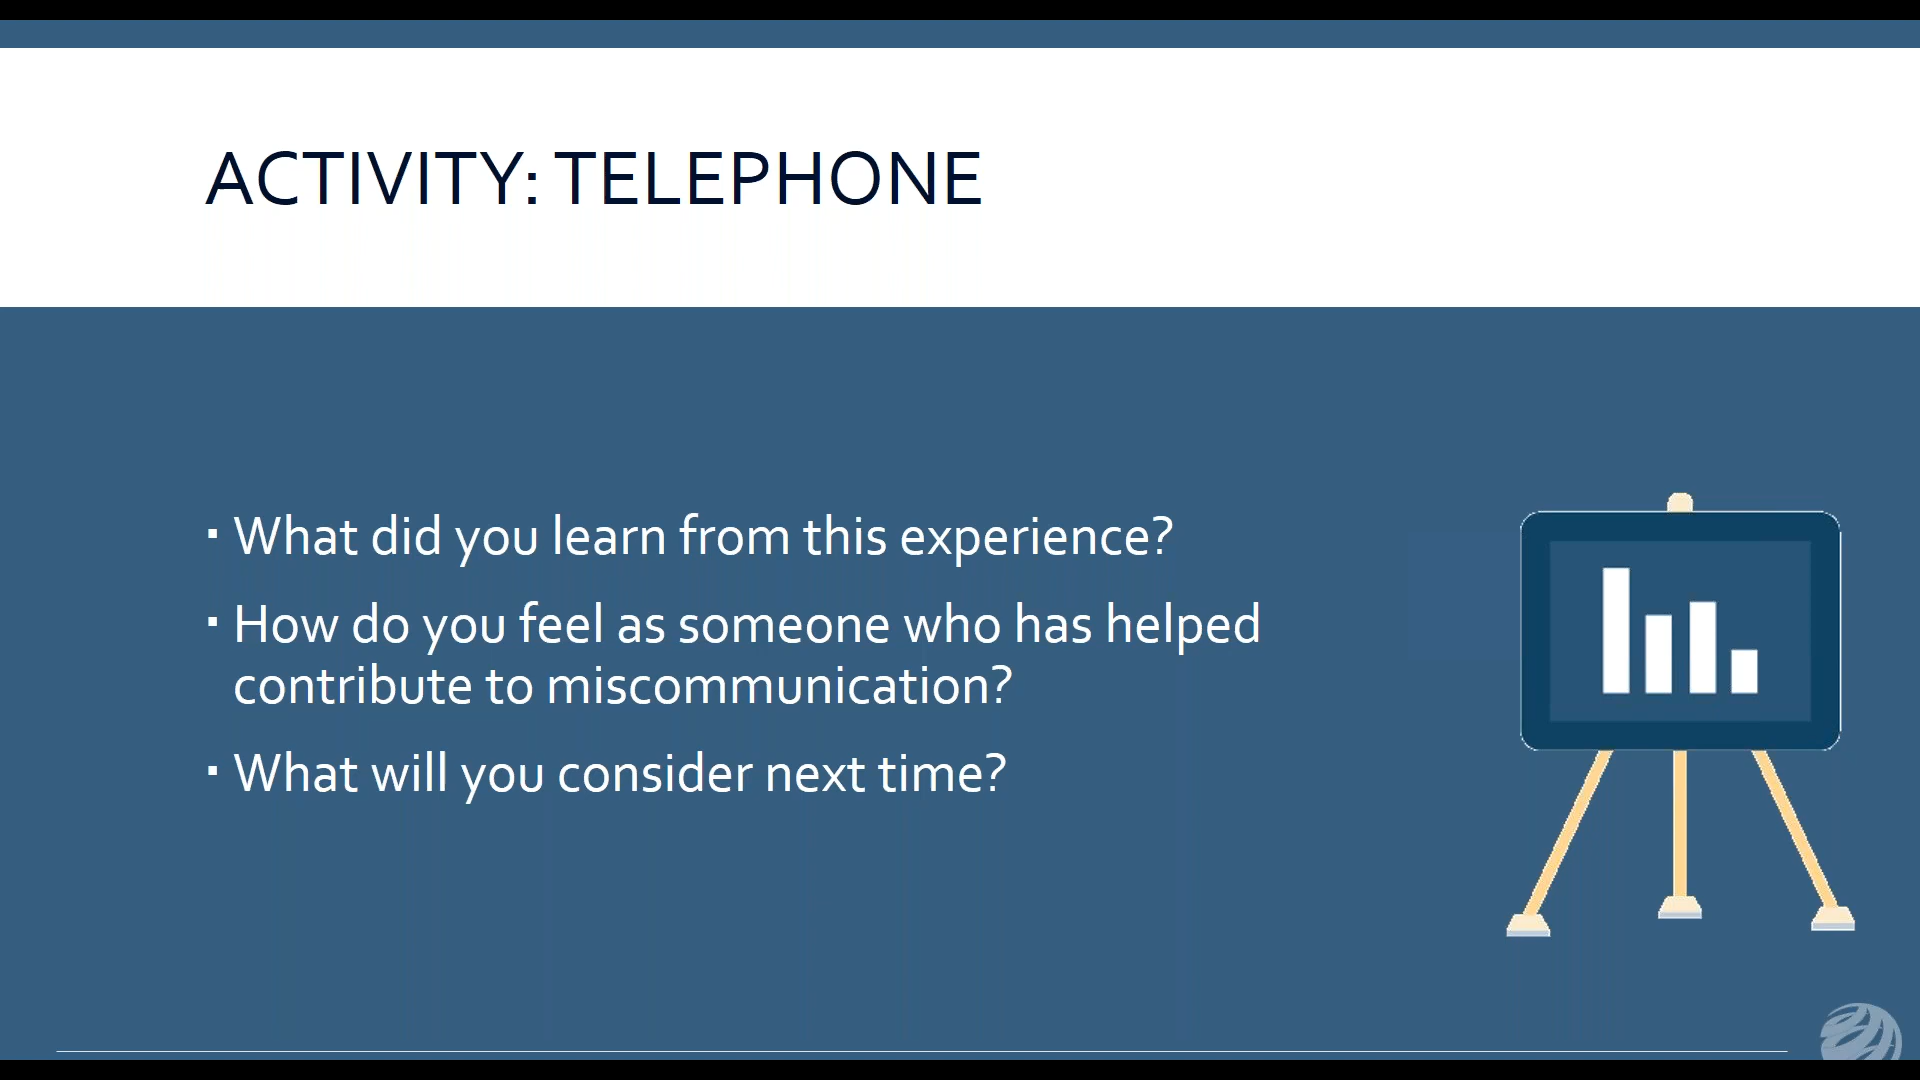 ACTIVITY: TELEPHONE
▪ What did you learn from this experience?
▪ How do you feel as someone who has helped
contribute to miscommunication?
▪ What will you consider next time?